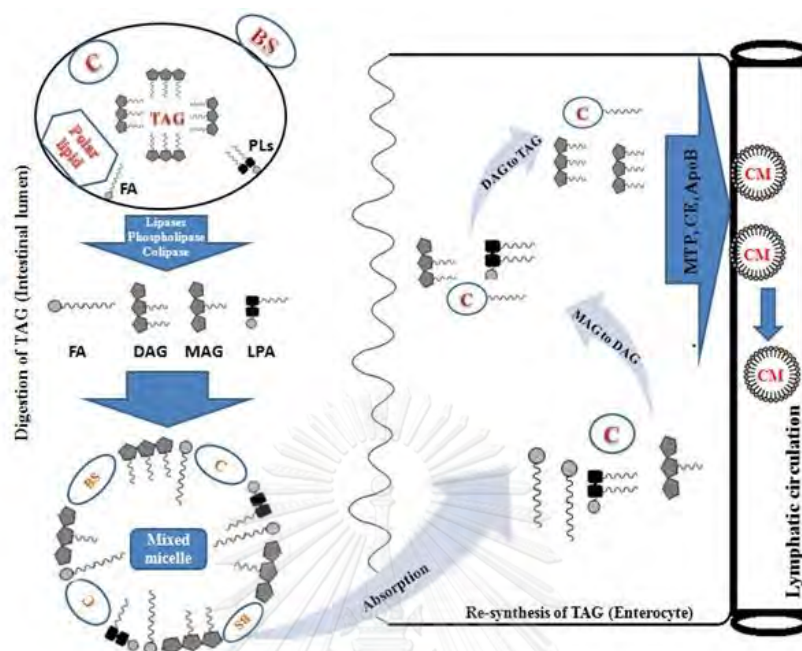 Digestion of TAG (Intestinal lumen)
C
BS
TAG
Polar
lipid
PLs
FA
Lipases
Phospholipase
Colipase
FA
DAG
MAG
LPA
BS
C
Mixed
micelle
C
BS
Absorption
C
MAG to DAG
C
DAG to TAG
C
Re-synthesis of TAG (Enterocyte)
MTP, CE, ApoB
CM
CM
CM
Lymphatic circulation